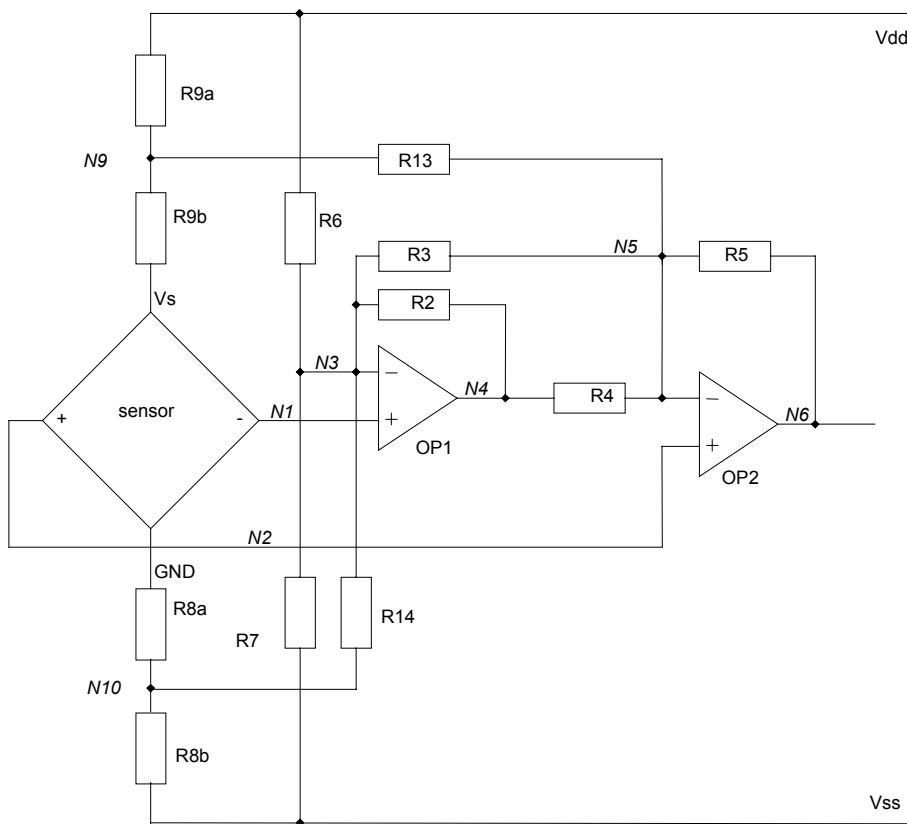 Vdd
R9a
N9
R13
R9b
R6
N5
R3
R5
Vs
R2
N3
+
sensor
-
N1
−
+
N4
R4
OP1
−
+
N6
OP2
N2
GND
R8a
R7
R14
N10
R8b
Vss